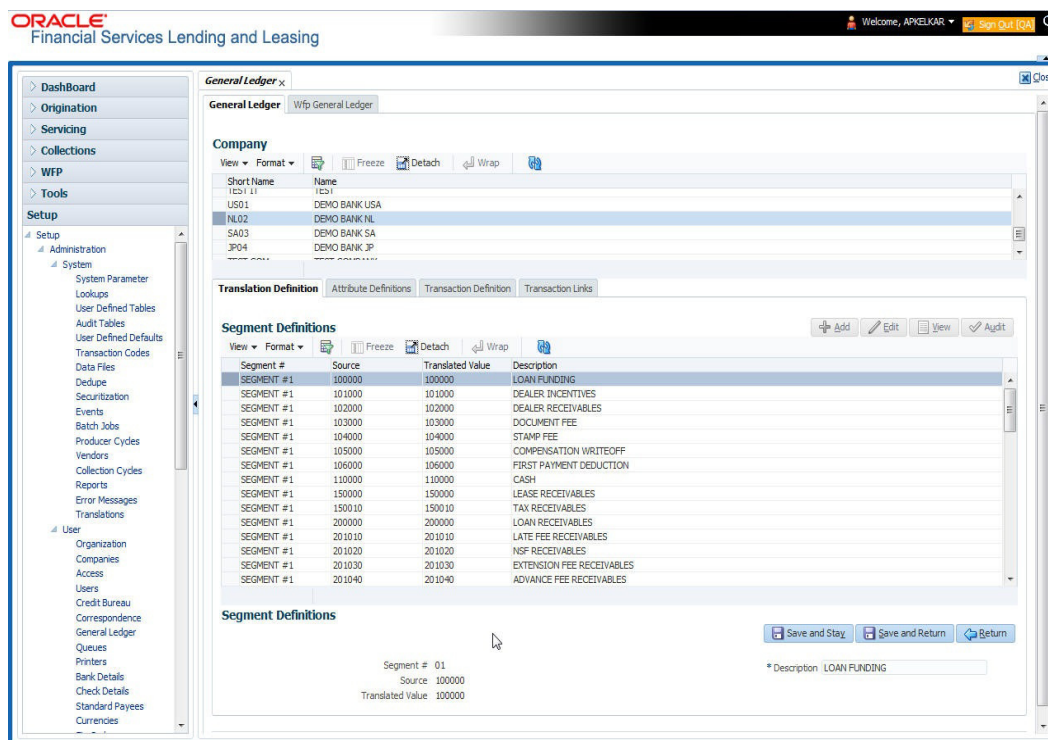 ORACLE
Financial Services Lending and Leasing
Welcome, APKELKAR
Sign Out [QA]
DashBoard
Origination
Servicing
Collections
WFP
Tools
Setup
Setup
Administration
System
System Parameter
Lookups
User Defined Tables
Audit Tables
User Defined Defaults
Transaction Codes
Data Files
Dedupe
Securitization
Events
Batch Jobs
Producer Cycles
Vendors
Collection Cycles
Reports
Error Messages
Translations
User
Organization
Companies
Access
Users
Credit Bureau
Correspondence
General Ledger
Queues
Printers
Bank Details
Check Details
Standard Payees
Currencies
General Ledger x
Clos
General Ledger Wfp General Ledger
Company
View Format Freeze Detach Wrap
Short Name Name
TEST
US01 DEMO BANK USA
NL02 DEMO BANK NL
SA03 DEMO BANK SA
JP04 DEMO BANK JP
Translation Definition Attribute Definitions Transaction Definition Transaction Links
Segment Definitions
Add Edit View Audit
View Format Freeze Detach Wrap
Segment # Source Translated Value Description
SEGMENT #1 100000 100000 LOAN FUNDING
SEGMENT #1 101000 101000 DEALER INCENTIVES
SEGMENT #1 102000 102000 DEALER RECEIVABLES
SEGMENT #1 103000 103000 DOCUMENT FEE
SEGMENT #1 104000 104000 STAMP FEE
SEGMENT #1 105000 105000 COMPENSATION WRITEOFF
SEGMENT #1 106000 106000 FIRST PAYMENT DEDUCTION
SEGMENT #1 110000 110000 CASH
SEGMENT #1 150000 150000 LEASE RECEIVABLES
SEGMENT #1 150010 150010 TAX RECEIVABLES
SEGMENT #1 200000 200000 LOAN RECEIVABLES
SEGMENT #1 201010 201010 LATE FEE RECEIVABLES
SEGMENT #1 201020 201020 NSF RECEIVABLES
SEGMENT #1 201030 201030 EXTENSION FEE RECEIVABLES
SEGMENT #1 201040 201040 ADVANCE FEE RECEIVABLES
Segment Definitions
Save and Stay Save and Return Return
Segment # 01
* Description LOAN FUNDING
Source 100000
Translated Value 100000